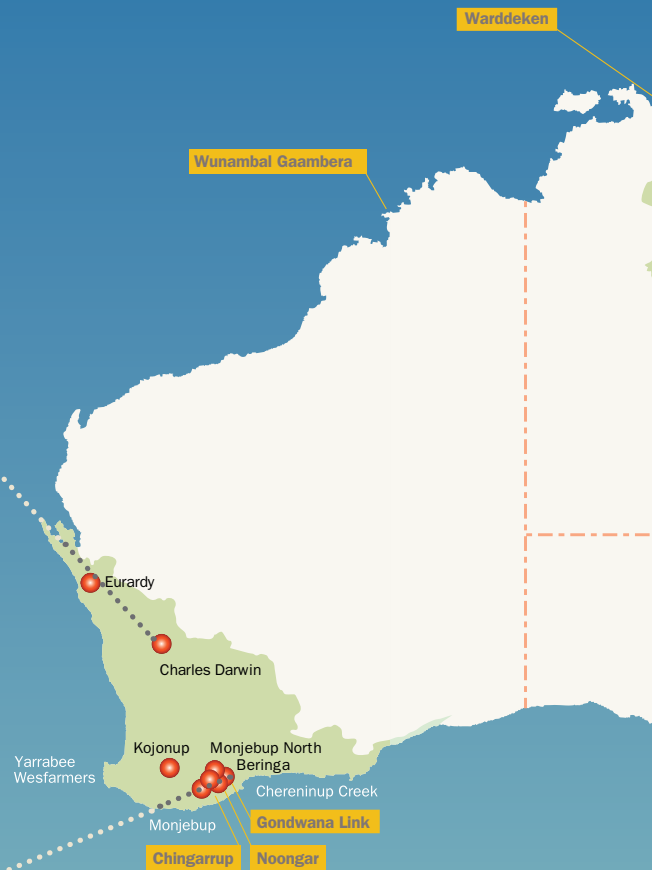 Warddeken
Wunambal Gaambera
Eurardy
Charles Darwin
Kojonup
Monjebup North
Beringa
Yarrabee
Wesfarmers
Chereninup Creek
Monjebup
Gondwana Link
Chingarrup
Noongar